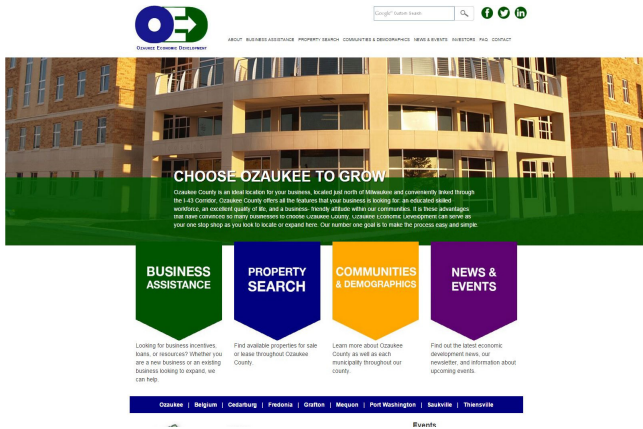 Google™ Custom Search
OZAUKEE ECONOMIC DEVELOPMENT
ABOUT BUSINESS ASSISTANCE PROPERTY SEARCH COMMUNITIES & DEMOGRAPHICS NEWS & EVENTS INVESTORS FAQ CONTACT
CHOOSE OZAUKEE TO GROW
Ozaukee County is an ideal location for your business, located just north of Milwaukee and conveniently linked through
the I-43 Corridor, Ozaukee County offers all the features that your business is looking for: an educated skilled
workforce, an excellent quality of life, and a business- friendly attitude within our communities. It is these advantages
that have convinced so many businesses to choose Ozaukee County. Ozaukee Economic Development can serve as
your one stop shop as you look to locate or expand here. Our number one goal is to make the process easy and simple.
BUSINESS
ASSISTANCE
PROPERTY
SEARCH
COMMUNITIES
& DEMOGRAPHICS
NEWS &
EVENTS
Looking for business incentives,
loans, or resources? Whether you
are a new business or an existing
business looking to expand, we
can help.
Find available properties for sale
or lease throughout Ozaukee
County.
Learn more about Ozaukee
County as well as each
municipality throughout our
county.
Find out the latest economic
development news, our
newsletter, and information about
upcoming events.
Ozaukee | Belgium | Cedarburg | Fredonia | Grafton | Mequon | Port Washington | Saukville | Thiensville
Events